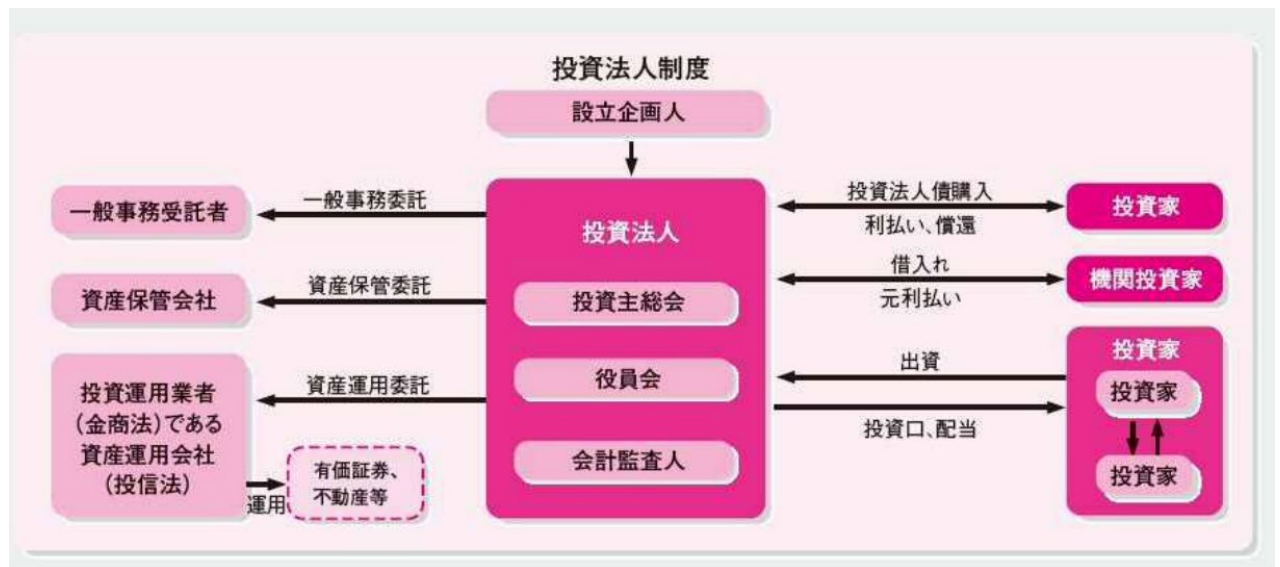 投資法人制度
設立企画人
一般事務受託者
一般事務委託
資産保管会社
資産保管委託
投資運用業者
(金商法)である
資産運用会社
(投信法)
資産運用委託
運用
有価証券、
不動産等
投資法人
投資主総会
役員会
会計監査人
投資法人債購入
利払い、償還
投資家
借入れ
元利払い
機関投資家
出資
投資口、配当
投資家
投資家
投資家